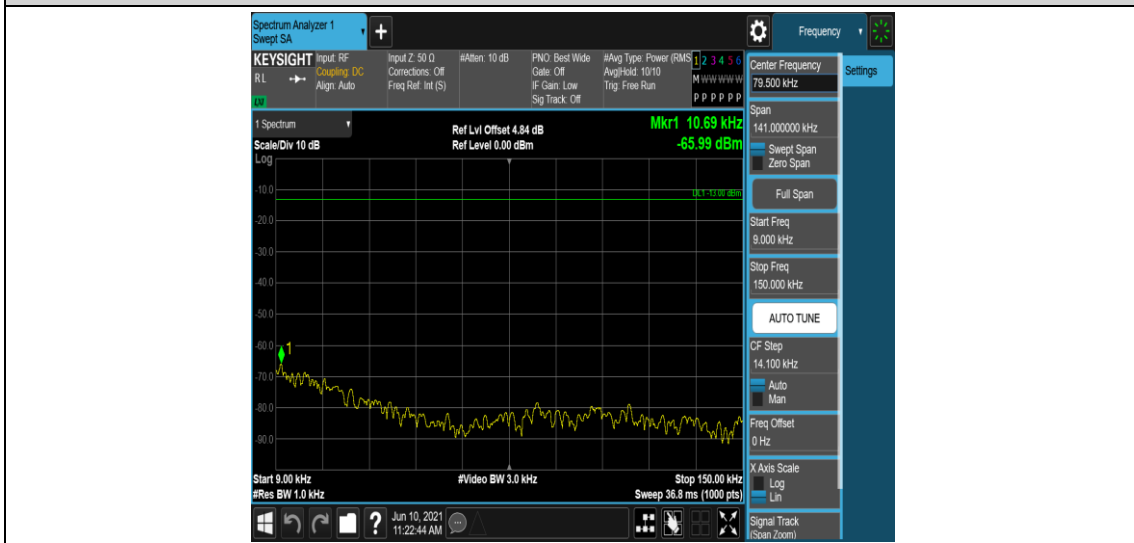 Spectrum Analyzer 1
Swept SA
+
Frequency
KEYSIGHT
RL
LXI
Input: RF
Coupling: DC
Align: Auto
Input Z: 50 Ω
Corrections: Off
Freq Ref: Int (S)
#Atten: 10 dB
PNO: Best Wide
Gate: Off
IF Gain: Low
Sig Track: Off
#Avg Type: Power (RMS
Avg|Hold: 10/10
Trig: Free Run
1 2 3 4 5 6
M W W W W W
P P P P P P
1 Spectrum
Scale/Div 10 dB
Ref Lvl Offset 4.84 dB
Ref Level 0.00 dBm
Mkr1 10.69 kHz
-65.99 dBm
Log
DL1 -13.00 dBm
-10.0
-20.0
-30.0
-40.0
-50.0
-60.0
-70.0
-80.0
-90.0
1
Start 9.00 kHz
#Res BW 1.0 kHz
#Video BW 3.0 kHz
Stop 150.00 kHz
Sweep 36.8 ms (1000 pts)
Center Frequency
79.500 kHz
Settings
Span
141.000000 kHz
Swept Span
Zero Span
Full Span
Start Freq
9.000 kHz
Stop Freq
150.000 kHz
AUTO TUNE
CF Step
14.100 kHz
Auto
Man
Freq Offset
0 Hz
X Axis Scale
Log
Lin
Signal Track
(Span Zoom)
?
Jun 10, 2021
11:22:44 AM